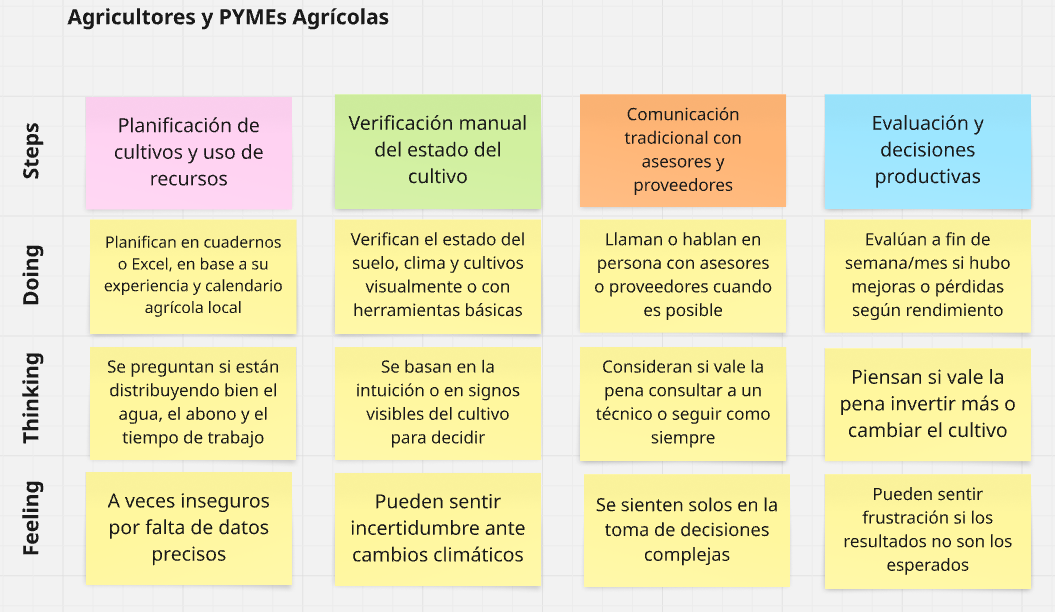 Agricultores y PYMEs Agrícolas
Steps
Planificación de
cultivos y uso de
recursos
Verificación manual
del estado del
cultivo
Comunicación
tradicional con
asesores y
proveedores
Evaluación y
decisiones
productivas
Doing
Planifican en cuadernos
o Excel, en base a su
experiencia y calendario
agrícola local
Verifican el estado del
suelo, clima y cultivos
visualmente o con
herramientas básicas
Llaman o hablan en
persona con asesores
o proveedores cuando
es posible
Evalúan a fin de
semana/mes si hubo
mejoras o pérdidas
según rendimiento
Thinking
Se preguntan si están
distribuyendo bien el
agua, el abono y el
tiempo de trabajo
Se basan en la
intuición o en signos
visibles del cultivo
para decidir
Consideran si vale la
pena consultar a un
técnico o seguir como
siempre
Piensan si vale la
pena invertir más o
cambiar el cultivo
Feeling
A veces inseguros
por falta de datos
precisos
Pueden sentir
incertidumbre ante
cambios climáticos
Se sienten solos en la
toma de decisiones
complejas
Pueden sentir
frustración si los
resultados no son los
esperados